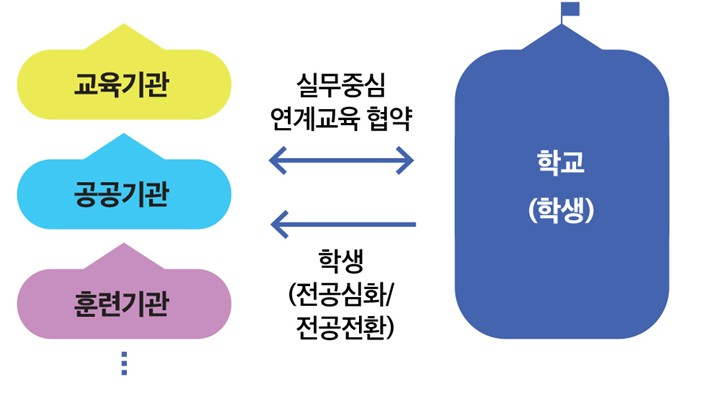 교육기관
공공기관
훈련기관
실무중심
연계교육 협약
학생
(전공심화/
전공전환)
학교
(학생)